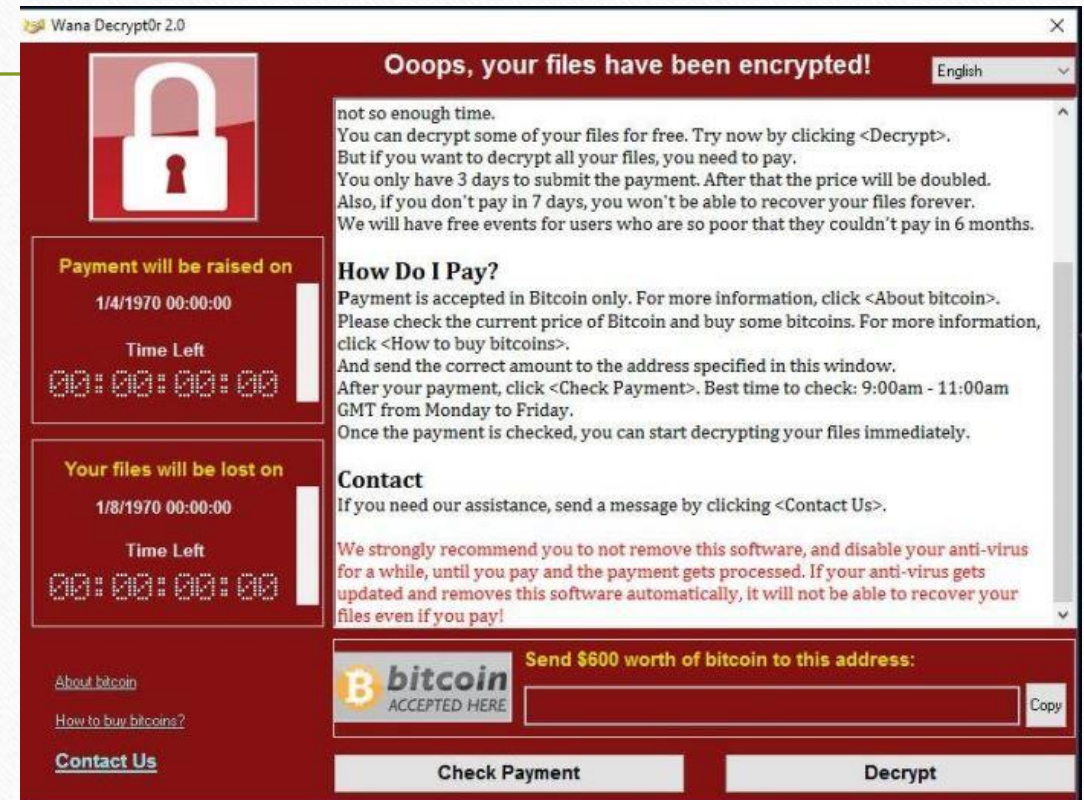 Wana Decrypt0r 2.0
Ooops, your files have been encrypted!
English
not so enough time.
You can decrypt some of your files for free. Try now by clicking <Decrypt>.
But if you want to decrypt all your files, you need to pay.
You only have 3 days to submit the payment. After that the price will be doubled.
Also, if you don't pay in 7 days, you won't be able to recover your files forever.
We will have free events for users who are so poor that they couldn't pay in 6 months.
How Do I Pay?
Payment is accepted in Bitcoin only. For more information, click <About bitcoin>.
Please check the current price of Bitcoin and buy some bitcoins. For more information,
click <How to buy bitcoins>.
And send the correct amount to the address specified in this window.
After your payment, click <Check Payment>. Best time to check: 9:00am - 11:00am
GMT from Monday to Friday.
Once the payment is checked, you can start decrypting your files immediately.
Contact
If you need our assistance, send a message by clicking <Contact Us>.
We strongly recommend you to not remove this software, and disable your anti-virus
for a while, until you pay and the payment gets processed. If your anti-virus gets
updated and removes this software automatically, it will not be able to recover your
files even if you pay!
Payment will be raised on
1/4/1970 00:00:00
Time Left
00:00:00:00
Your files will be lost on
1/8/1970 00:00:00
Time Left
00:00:00:00
About bitcoin
How to buy bitcoins?
Contact Us
bitcoin
ACCEPTED HERE
Send $600 worth of bitcoin to this address:
Copy
Check Payment
Decrypt